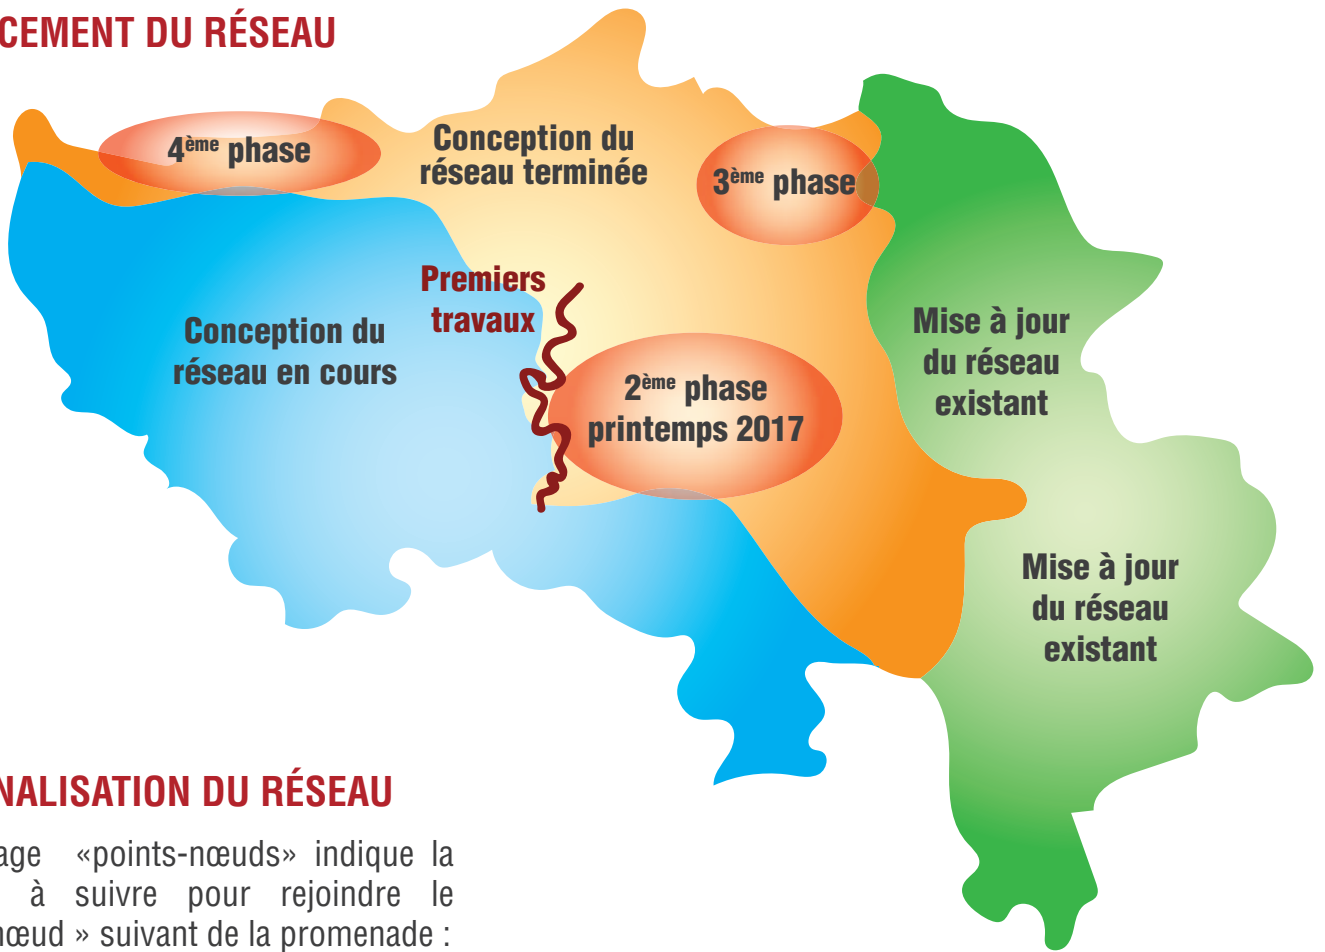 CEMENT DU RÉSEAU
4ème phase
Conception du
réseau terminée
3ème phase
Premiers
travaux
Conception du
réseau en cours
2ème phase
printemps 2017
Mise à jour
du réseau
existant
Mise à jour
du réseau
existant
NALISATION DU RÉSEAU
age «points-nœuds» indique la
à suivre pour rejoindre le
nœud » suivant de la promenade :